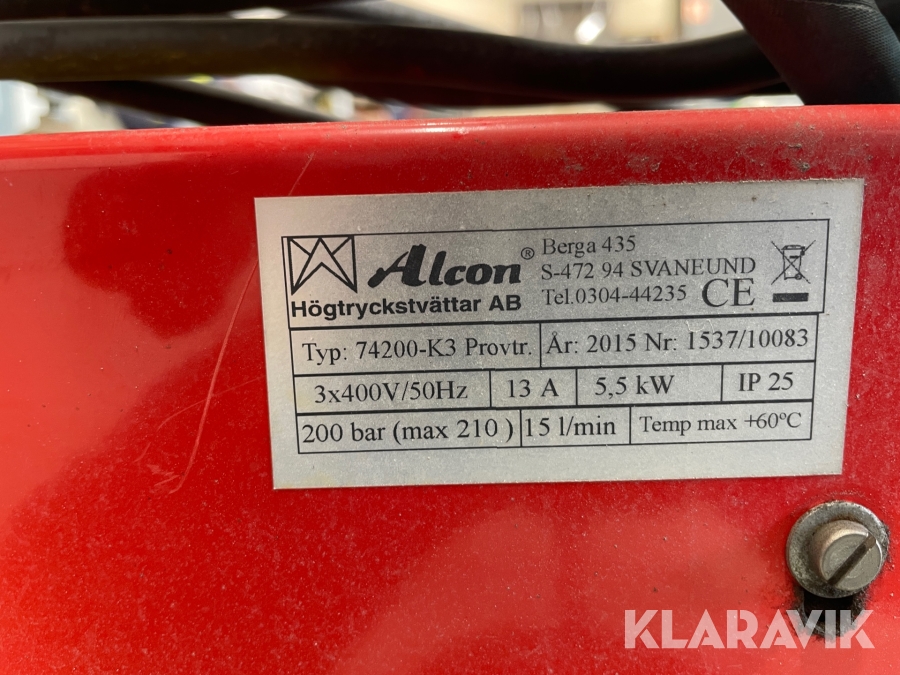 Alcon®
Högtryckstvättar AB
Berga 435
S-472 94 SVANEUND
Tel.0304-44235 CE
Typ: 74200-K3 Provtr. År: 2015 Nr: 1537/10083
3x400V/50Hz 13 A 5,5 kW IP 25
200 bar (max 210 ) 15 l/min Temp max +60ºC
KLARAVIK